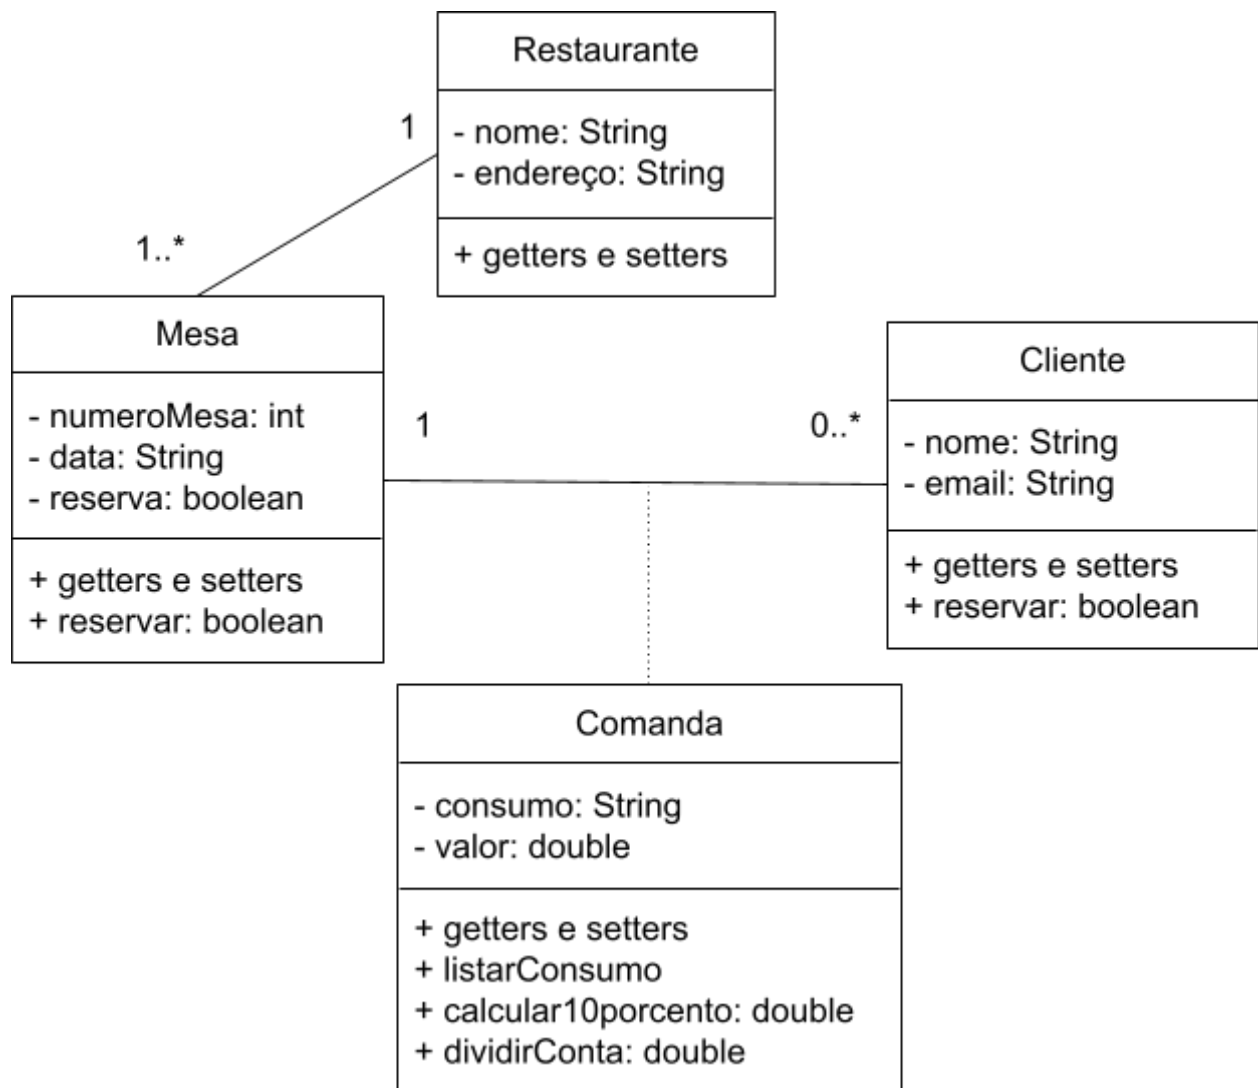 Restaurante
- nome: String
- endereço: String
+ getters e setters
1
1..*
Mesa
- numeroMesa: int
- data: String
- reserva: boolean
+ getters e setters
+ reservar: boolean
1
0..*
Cliente
- nome: String
- email: String
+ getters e setters
+ reservar: boolean
Comanda
- consumo: String
- valor: double
+ getters e setters
+ listarConsumo
+ calcular10porcento: double
+ dividirConta: double